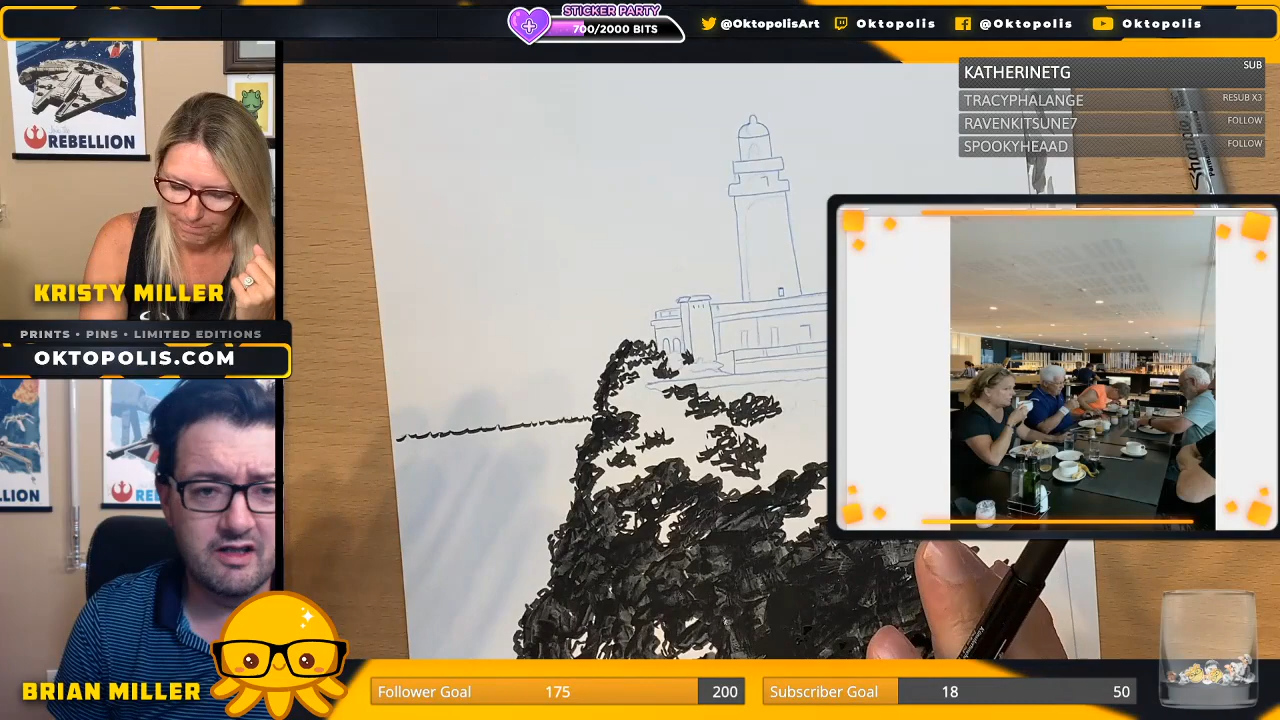 STICKER PARTY
700/2000 BITS
@OktopolisArt
Oktopolis
@Oktopolis
Oktopolis
REBELLION
KRISTY MILLER
PRINTS • PINS • LIMITED EDITIONS
OKTOPOLIS.COM
LLION
RE
BRIAN MILLER
KATHERINETG SUB
TRACYPHALANGE RESUB X3
RAVENKITSUNE7 FOLLOW
SPOOKYHEAAD FOLLOW
Sharpie
Follower Goal 175 200
Subscriber Goal 18 50